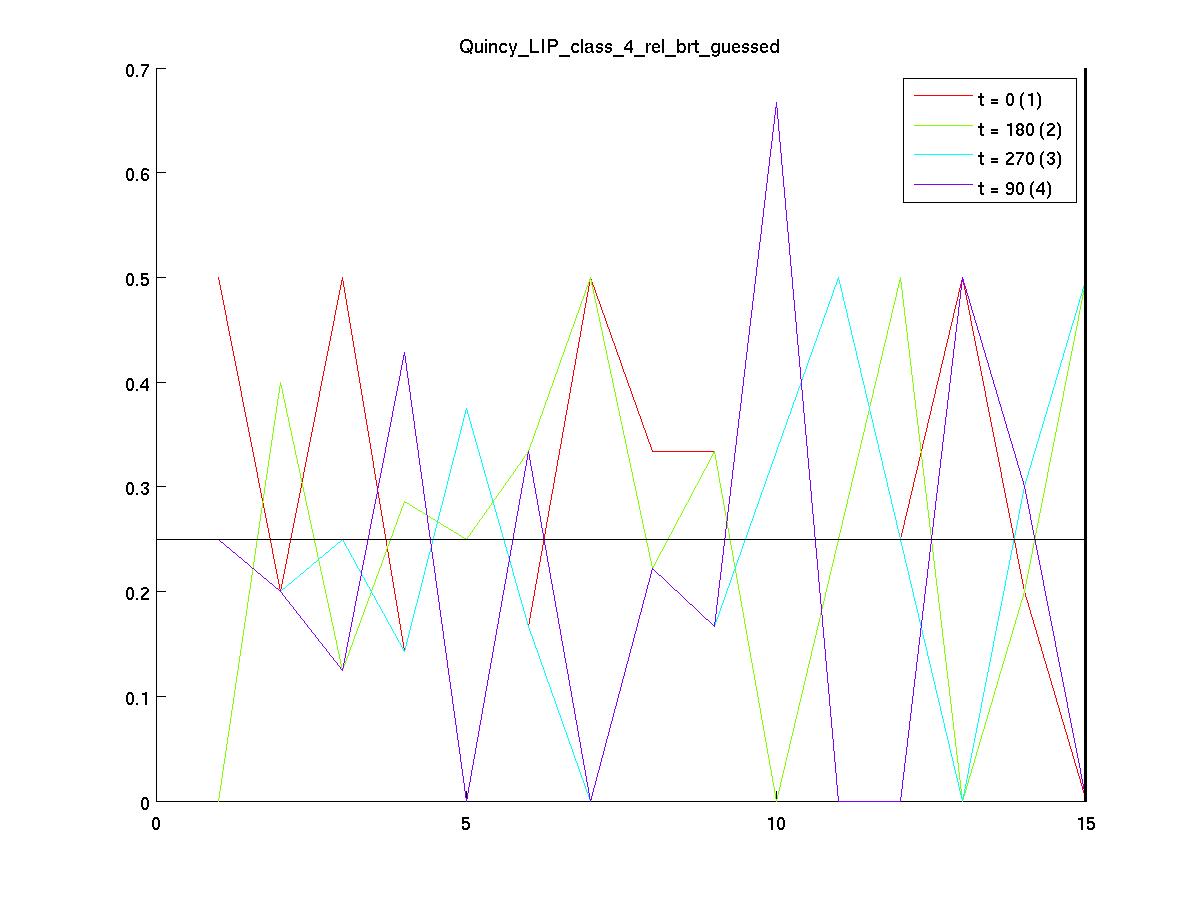 Quincy_LIP_class_4_rel_brt_guessed
0.7
0.6
0.5
0.4
0.3
0.2
0.1
0
0 5 10 15
t = 0 (1)
t = 180 (2)
t = 270 (3)
t = 90 (4)